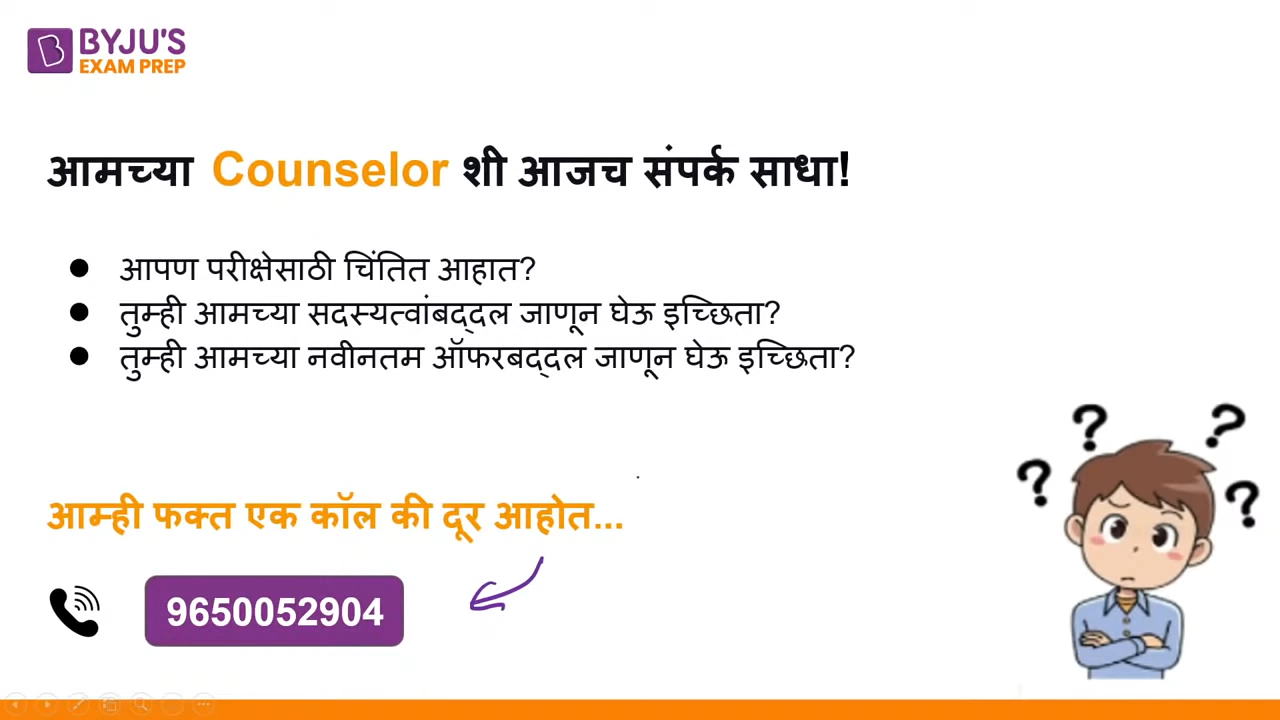 BYJU'S
EXAM PREP
आमच्या Counselor शी आजच संपर्क साधा!
● आपण परीक्षेसाठी चिंतित आहात?
● तुम्ही आमच्या सदस्यत्वांबद्दल जाणून घेऊ इच्छिता?
● तुम्ही आमच्या नवीनतम ऑफरबद्दल जाणून घेऊ इच्छिता?
आम्ही फक्त एक कॉल की दूर आहोत...
9650052904
? ? ? ?